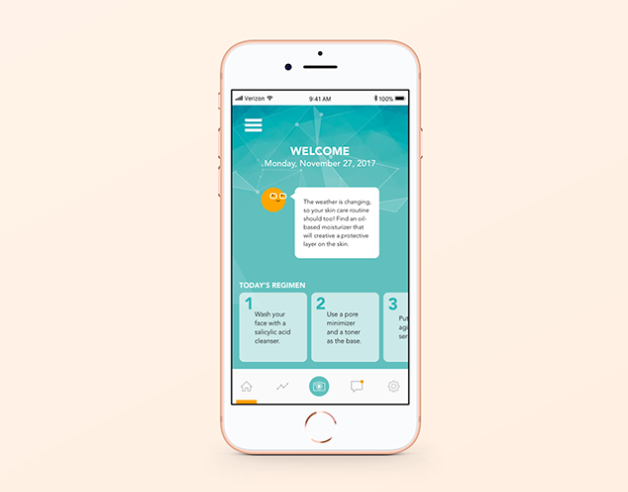 Verizon
9:41 AM
100%
WELCOME
Monday, November 27, 2017
The weather is changing,
so your skin care routine
should too! Find an oil-
based moisturizer that
will creative a protective
layer on the skin.
TODAY'S REGIMEN
1
Wash your
face with a
salicylic acid
cleanser.
2
Use a pore
minimizer
and a toner
as the base.
3
Put
agi
ser